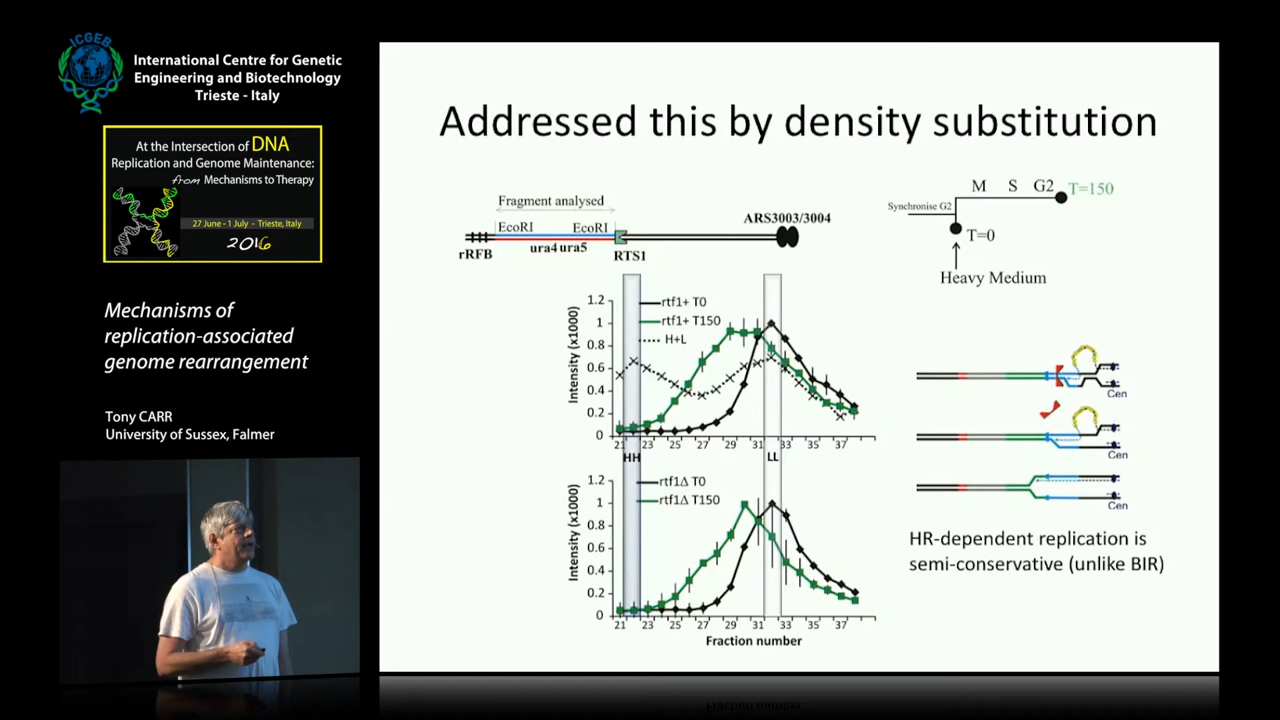 ICGEB
International Centre for Genetic
Engineering and Biotechnology
Trieste - Italy
At the Intersection of DNA
Replication and Genome Maintenance:
from Mechanisms to Therapy
27 June - 1 July - Trieste, Italy
2016
Mechanisms of
replication-associated
genome rearrangement
Tony CARR
University of Sussex, Falmer
Addressed this by density substitution
Fragment analysed
EcoRI EcoRI
ARS3003/3004
rRFB
ura4 ura5
RTS1
M S G2 T=150
Synchronise G2
T=0
Heavy Medium
Intensity (x1000)
1.2
1
0.8
0.6
0.4
0.2
0
rtf1+ T0
rtf1+ T150
H+L
21 23 25 27 29 31 33 35 37
HH LL
Intensity (x1000)
1.2
1
0.8
0.6
0.4
0.2
0
rtf1Δ T0
rtf1Δ T150
21 23 25 27 29 31 33 35 37
Fraction number
Cen
Cen
Cen
HR-dependent replication is
semi-conservative (unlike BIR)